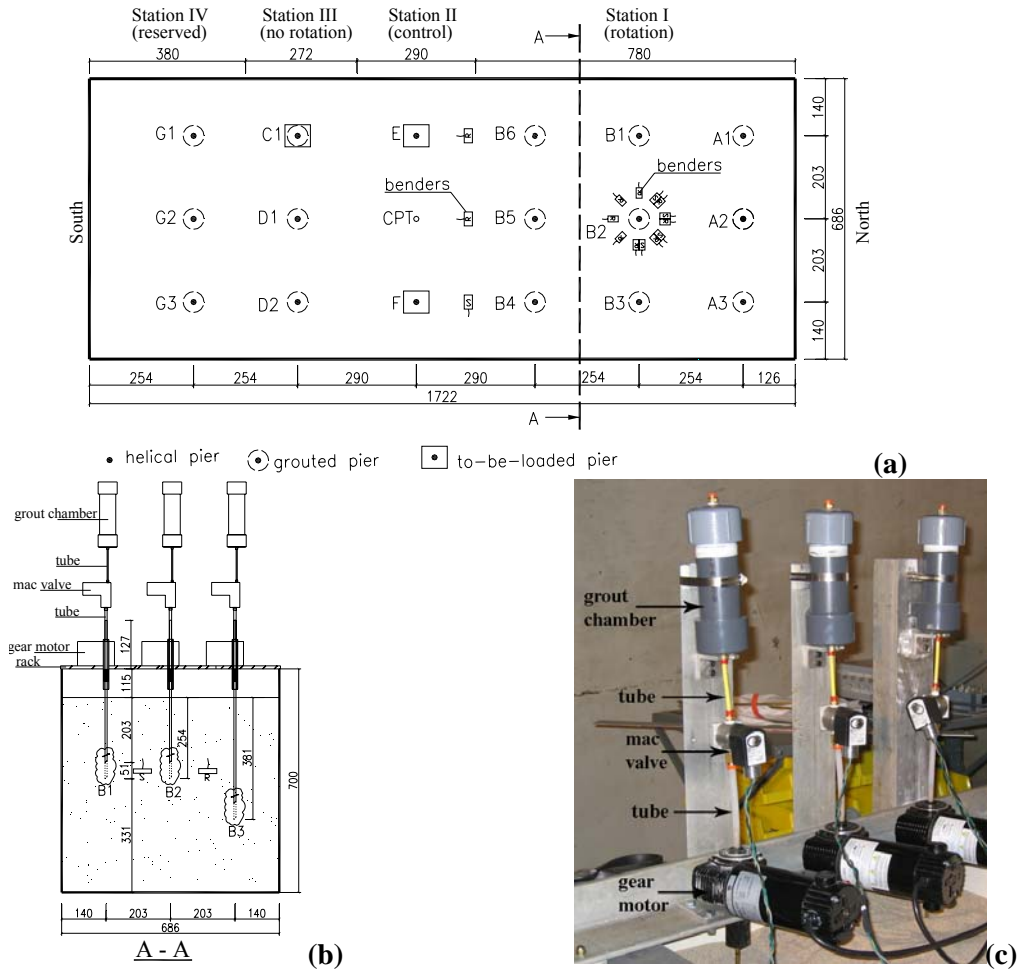 Station IV Station III Station II Station I
(reserved) (no rotation) (control) A (rotation)
380 272 290 780
G1 C1 E R B6 B1 A1
140
benders benders
203
South G2 D1 CPT R B5 B2 A2 686 North
203
G3 D2 F S B4 B3 A3
140
254 254 290 290 254 254 126
1722
A
helical pier grouted pier to-be-loaded pier
(a)
grout chamber
tube
mac valve
tube
127
gear motor
rack
115
203
254
381
51
S R
B1 B2
B3
331
700
140 203 203 140
686
A - A (b)
grout
chamber
tube
mac
valve
tube
gear
motor
(c)